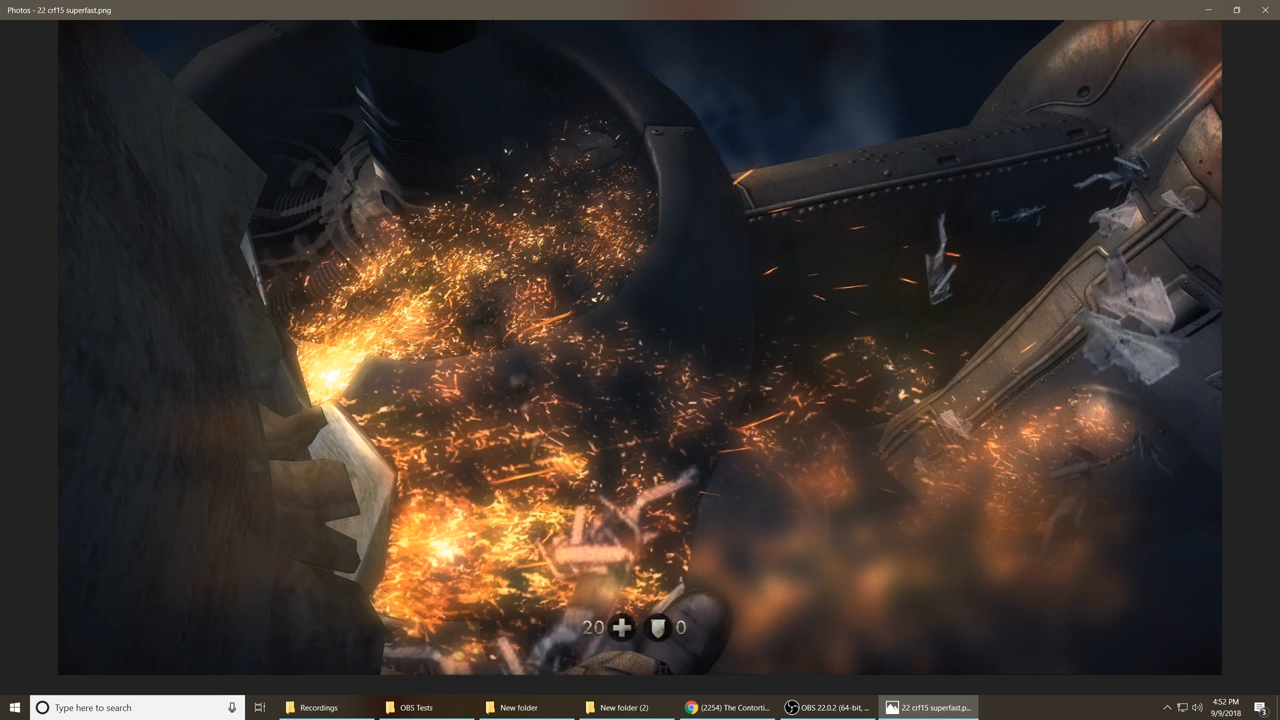 Photos - 22 crf15 superfast.png
20 0
Type here to search
Recordings
OBS Tests
New folder
New folder (2)
(2254) The Contorti...
OBS 22.0.2 (64-bit, ...
22 crf15 superfast.p...
4:52 PM
9/9/2018
3